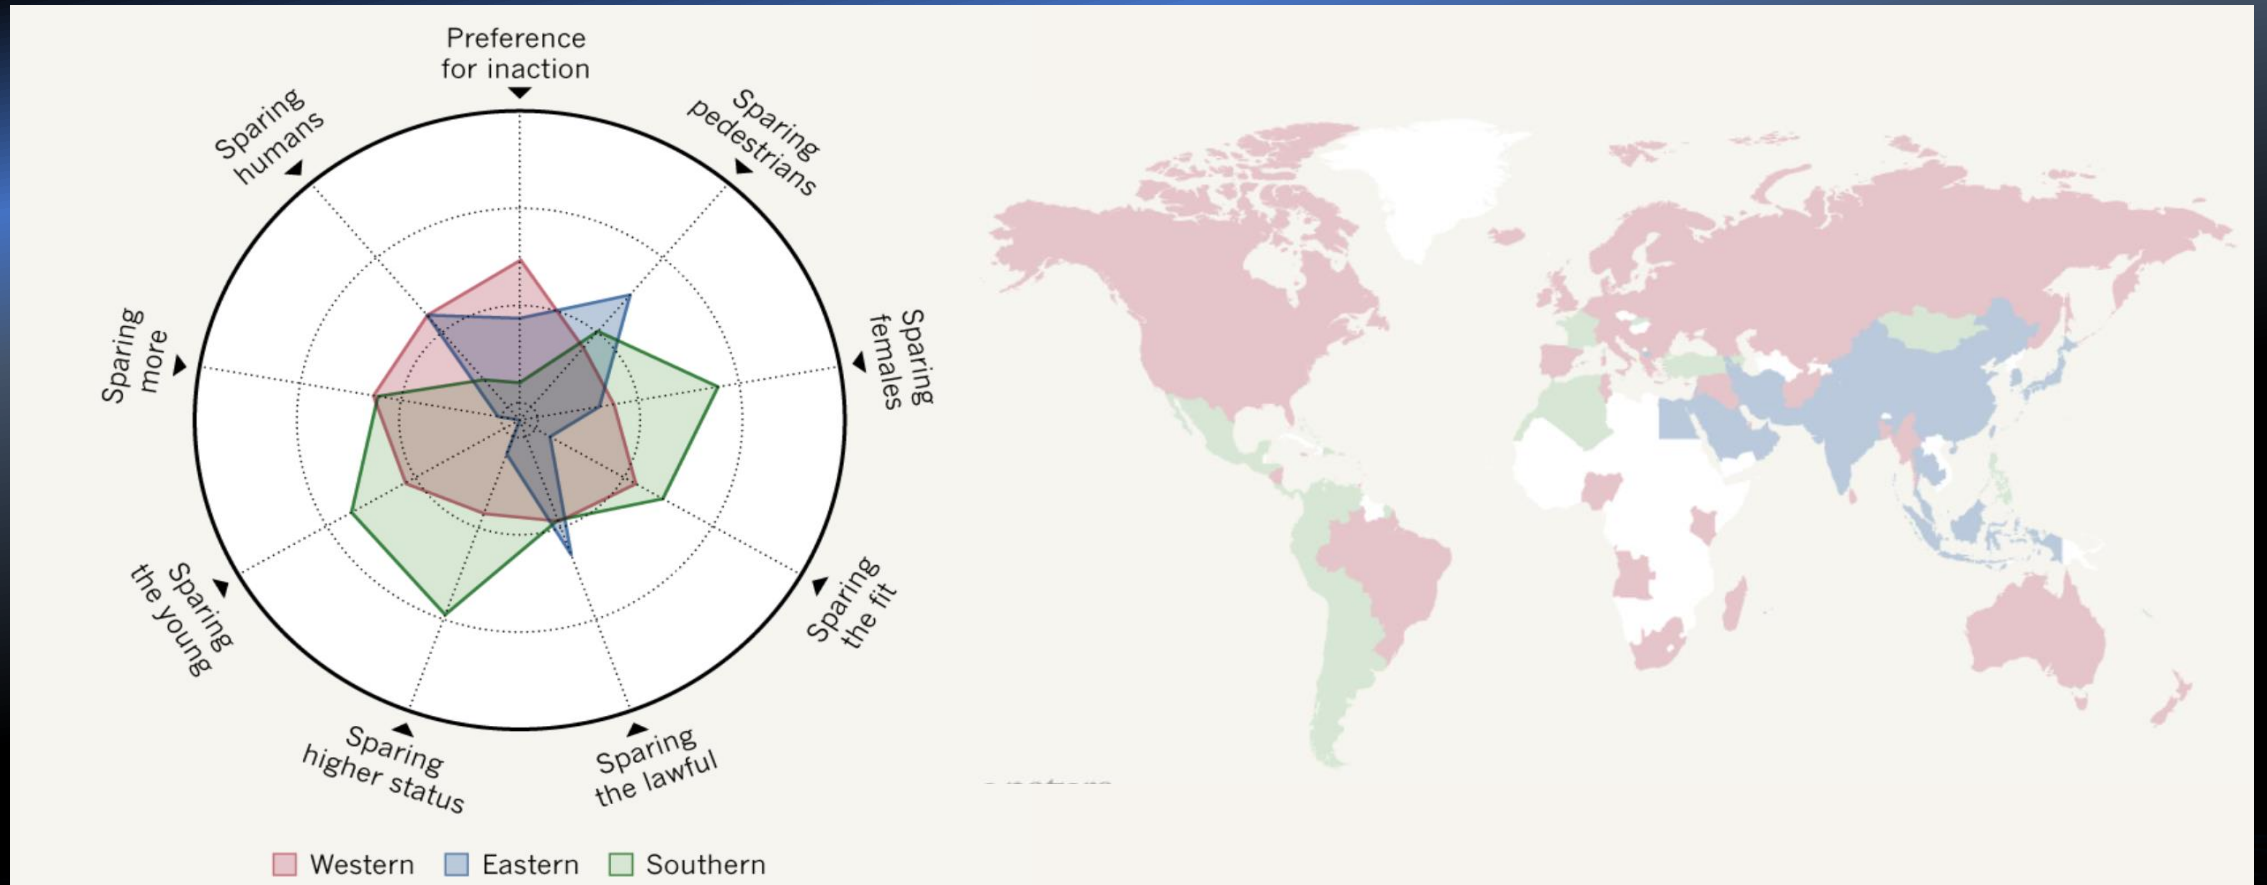 Preference
for inaction
Sparing
pedestrians
Sparing
females
Sparing
the fit
Sparing
the lawful
Sparing
higher status
Sparing
the young
Sparing
more
Sparing
humans
Western
Eastern
Southern